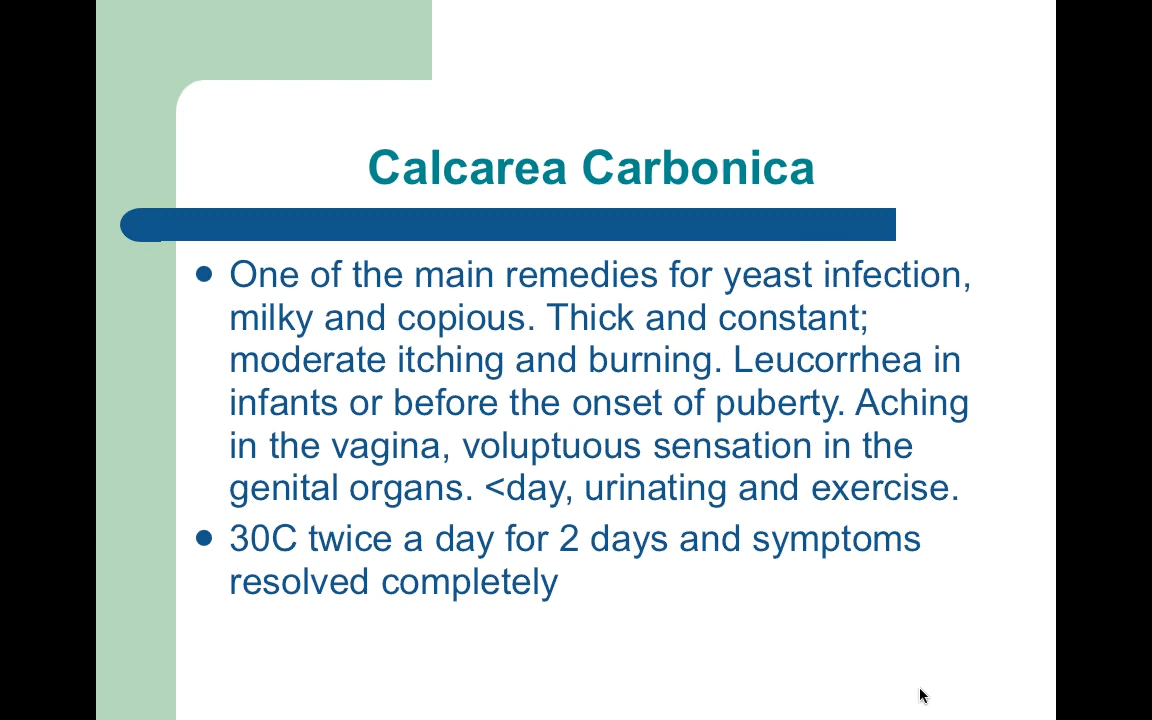 Calcarea Carbonica
● One of the main remedies for yeast infection,
milky and copious. Thick and constant;
moderate itching and burning. Leucorrhea in
infants or before the onset of puberty. Aching
in the vagina, voluptuous sensation in the
genital organs. <day, urinating and exercise.
● 30C twice a day for 2 days and symptoms
resolved completely